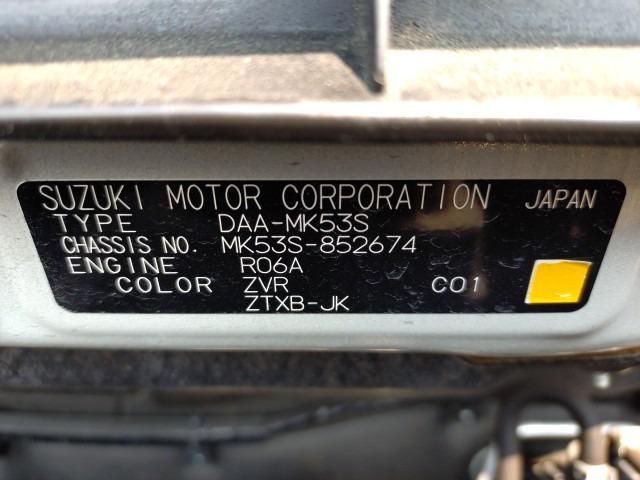 SUZUKI MOTOR CORPORATION JAPAN
TYPE DAA-MK53S
CHASSIS NO. MK53S-852674
ENGINE R06A
COLOR ZVR C01
ZTXB-JK